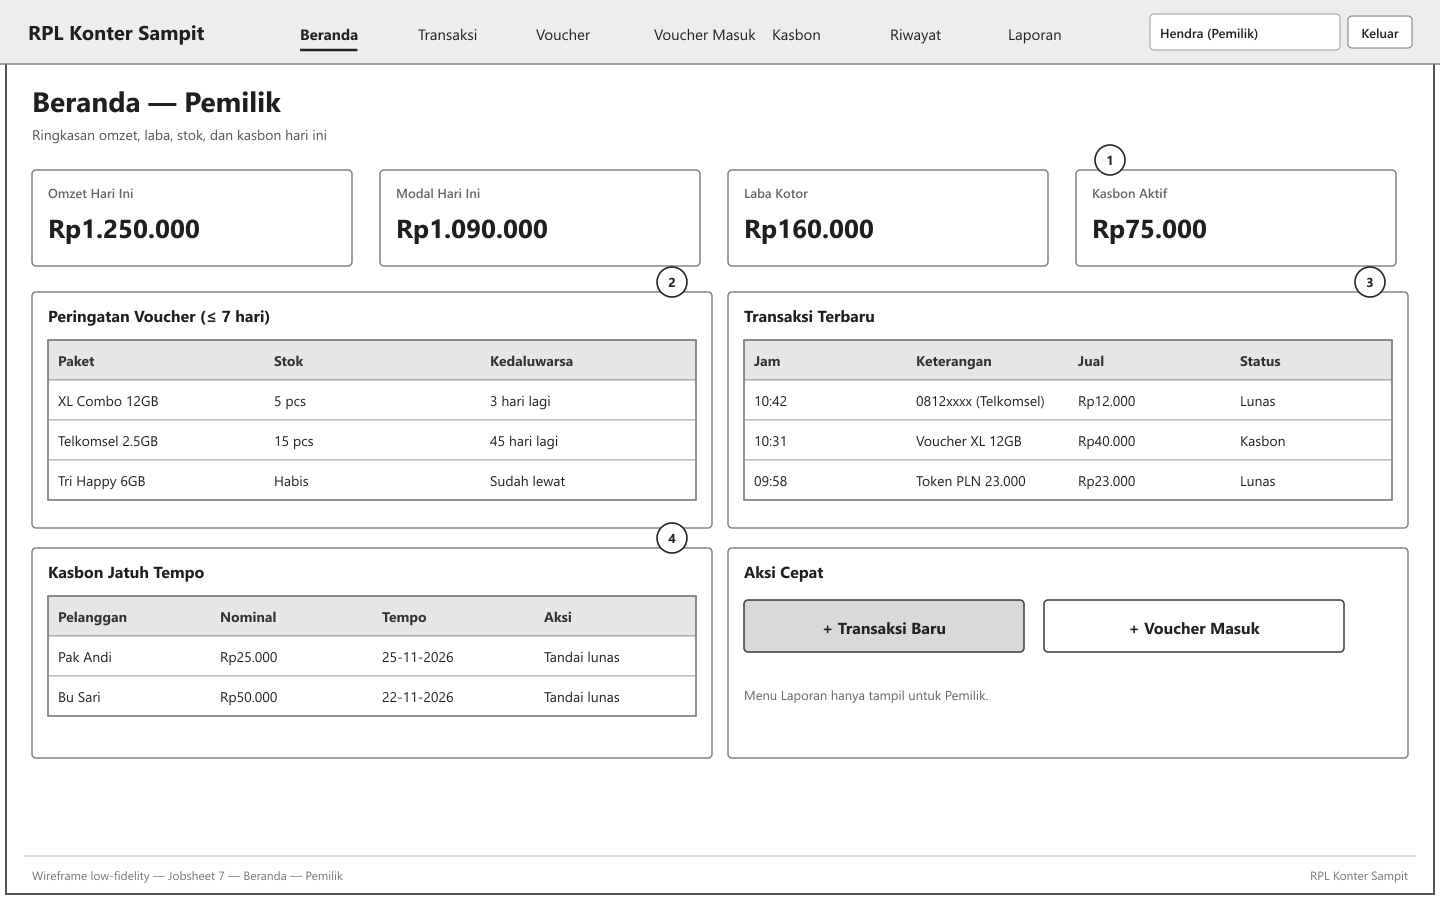 RPL Konter Sampit Beranda Transaksi Voucher Voucher Masuk Kasbon Riwayat Laporan Hendra (Pemilik) Keluar
Beranda — Pemilik
Ringkasan omzet, laba, stok, dan kasbon hari ini
1
Omzet Hari Ini Modal Hari Ini Laba Kotor Kasbon Aktif
Rp1.250.000 Rp1.090.000 Rp160.000 Rp75.000
2
3
Peringatan Voucher (≤ 7 hari)
Paket Stok Kedaluwarsa
XL Combo 12GB 5 pcs 3 hari lagi
Telkomsel 2.5GB 15 pcs 45 hari lagi
Tri Happy 6GB Habis Sudah lewat
Transaksi Terbaru
Jam Keterangan Jual Status
10:42 0812xxxx (Telkomsel) Rp12.000 Lunas
10:31 Voucher XL 12GB Rp40.000 Kasbon
09:58 Token PLN 23.000 Rp23.000 Lunas
4
Kasbon Jatuh Tempo
Pelanggan Nominal Tempo Aksi
Pak Andi Rp25.000 25-11-2026 Tandai lunas
Bu Sari Rp50.000 22-11-2026 Tandai lunas
Aksi Cepat
+ Transaksi Baru + Voucher Masuk
Menu Laporan hanya tampil untuk Pemilik.
Wireframe low-fidelity — Jobsheet 7 — Beranda — Pemilik RPL Konter Sampit